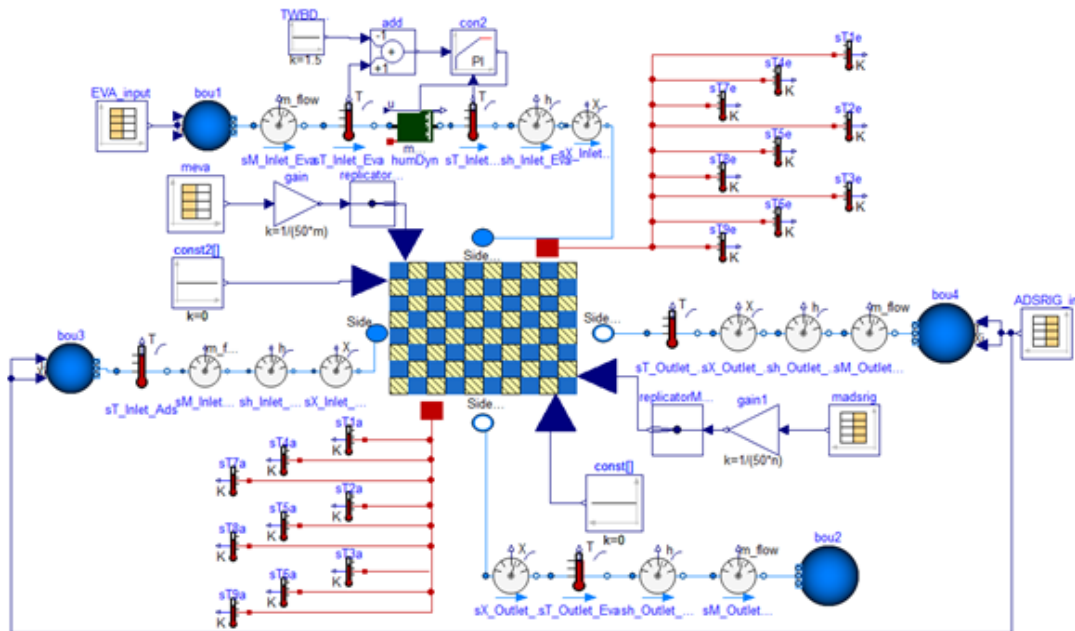 TWBD...
add
con2
k=1.5
-1
+1
PI
EVA_input
bou1
m_flow
T
u
m...
T
h
X
sM_Inlet_Eva
sT_Inlet_Eva
humDyn
sT_Inlet...
sh_Inlet_Eva
sX_Inlet...
sT1e
K
sT4e
K
sT7e
K
sT2e
K
sT5e
K
sT8e
K
sT3e
K
sT6e
K
sT9e
K
meva
gain
replicator...
k=1/(50*m)
const2[]
k=0
Side...
Side...
Side...
Side...
bou3
T
m_f...
h
X
sT_Inlet_Ads
sM_Inlet...
sh_Inlet_...
sX_Inlet...
T
X
h
m_flow
bou4
ADSRIG_in
sT_Outlet_...
sX_Outlet_...
sh_Outlet_...
sM_Outlet...
replicatorM...
gain1
madsrig
k=1/(50*n)
const[]
k=0
sT1a
K
sT4a
K
sT7a
K
sT2a
K
sT5a
K
sT8a
K
sT3a
K
sT6a
K
sT9a
K
X
T
h
m_flow
bou2
sX_Outlet_...
sT_Outlet_Eva
sh_Outlet_...
sM_Outlet...